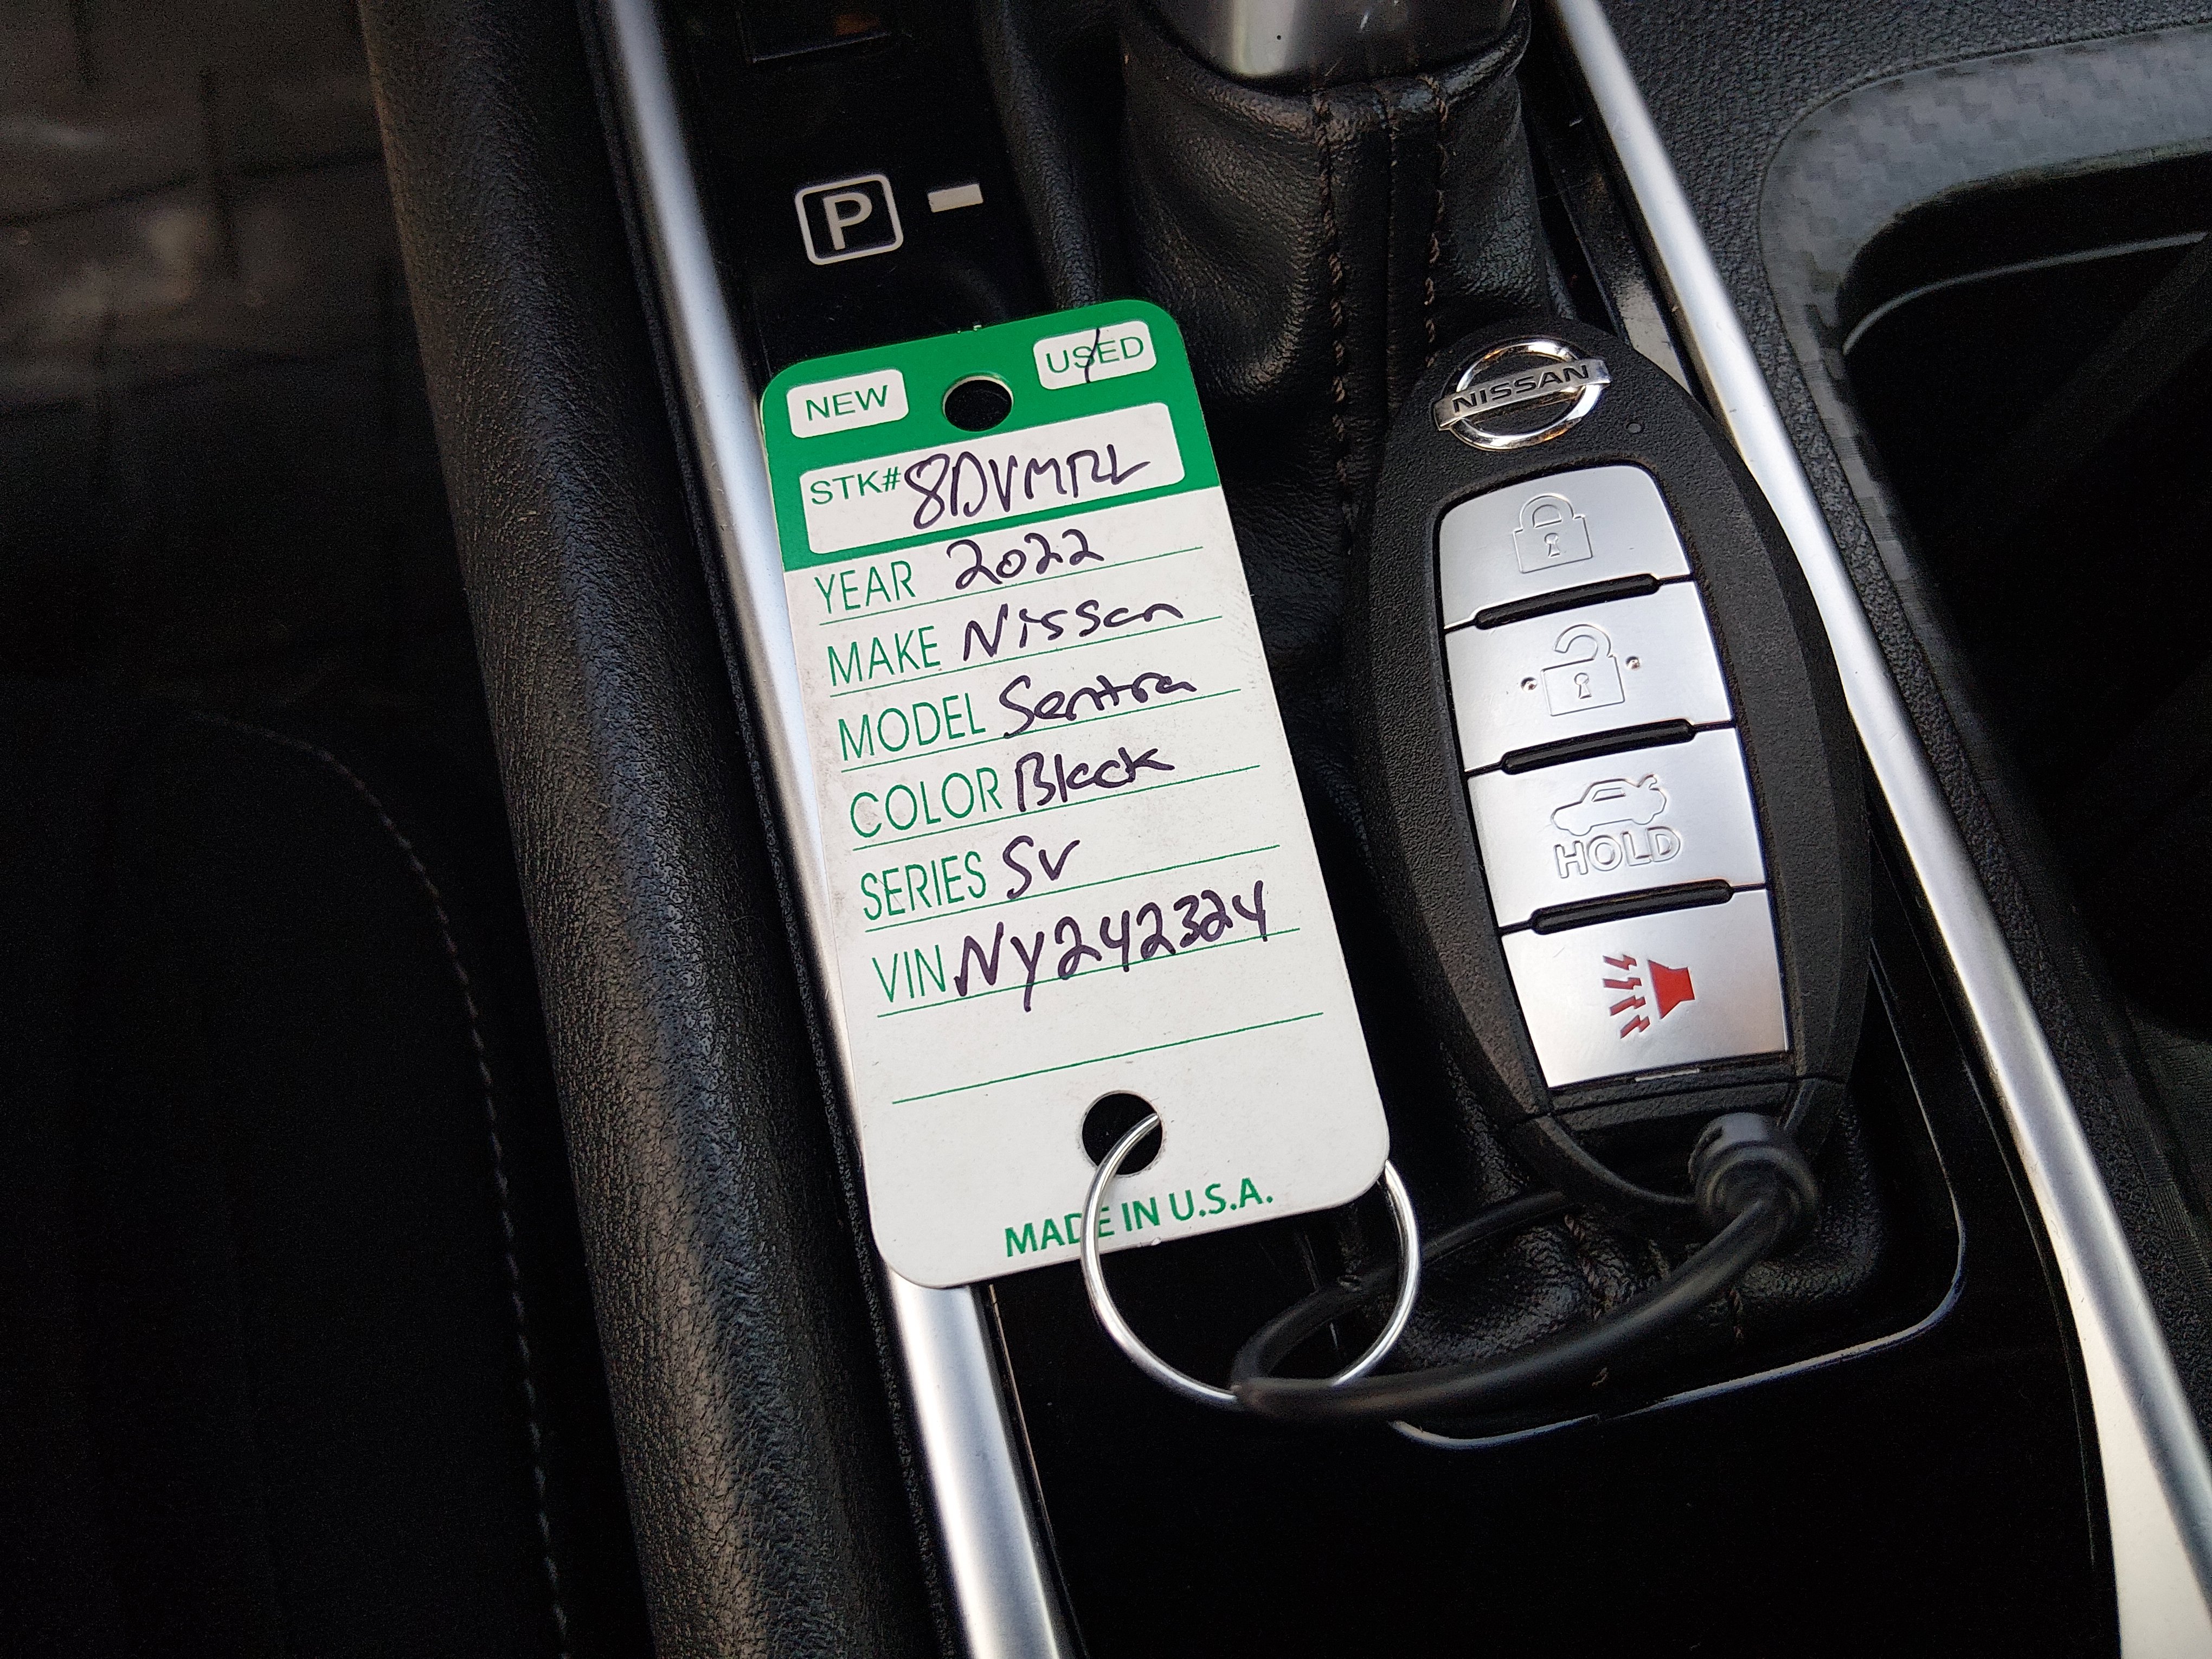 P
NEW USED
STK# 8DVMRL
YEAR 2022
MAKE Nissan
MODEL Sentra
COLOR Black
SERIES SV
VIN NY242324
MADE IN U.S.A.
NISSAN
HOLD